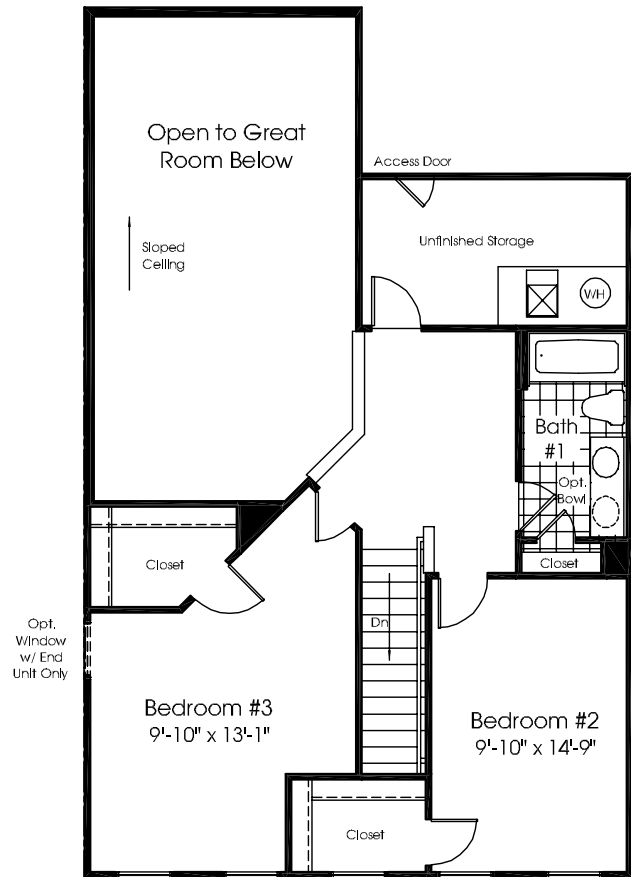 Open to Great
Room Below
Access Door
Sloped
Ceiling
Unfinished Storage
WH
Bath
#1
Opt.
Bowl
Closet
Closet
Dn
Opt.
Window
w/ End
Unit Only
Bedroom #3
9'-10" x 13'-1"
Bedroom #2
9'-10" x 14'-9"
Closet